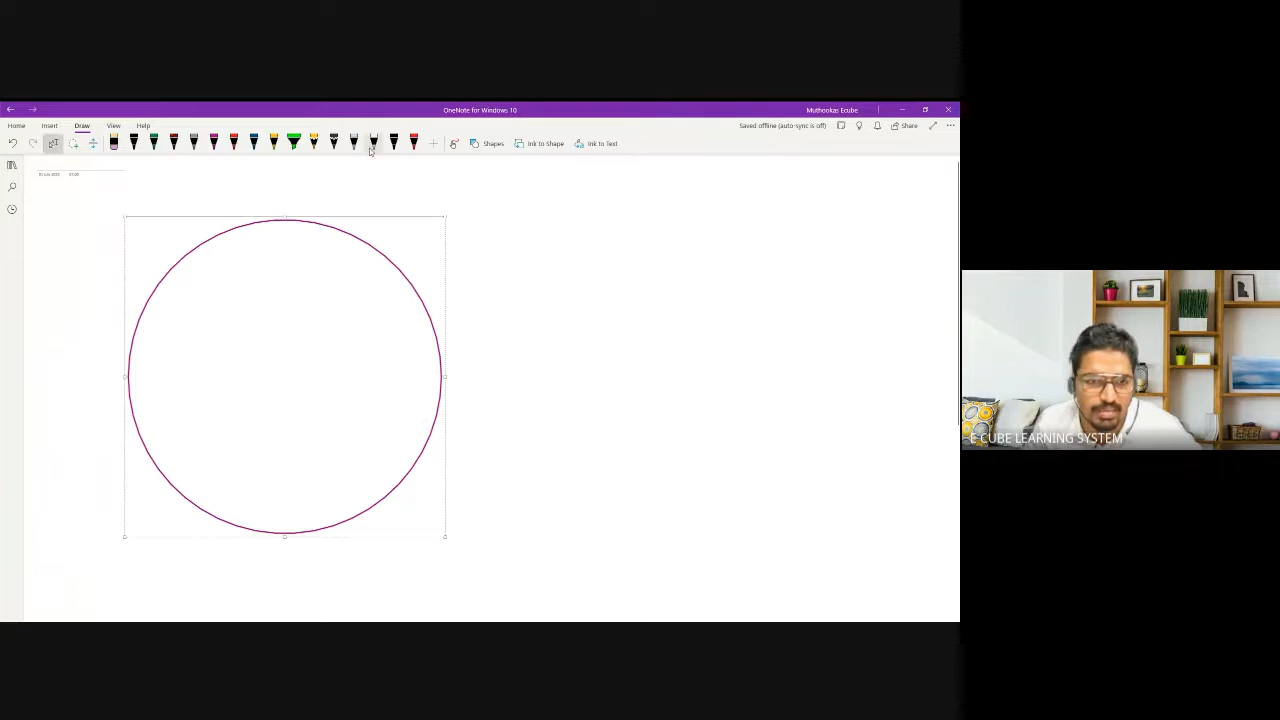 OneNote for Windows 10
Muthookas Ecube
Home Insert Draw View Help
Saved offline (auto-sync is off)
Share
Shapes
Ink to Shape
Ink to Text
E CUBE LEARNING SYSTEM